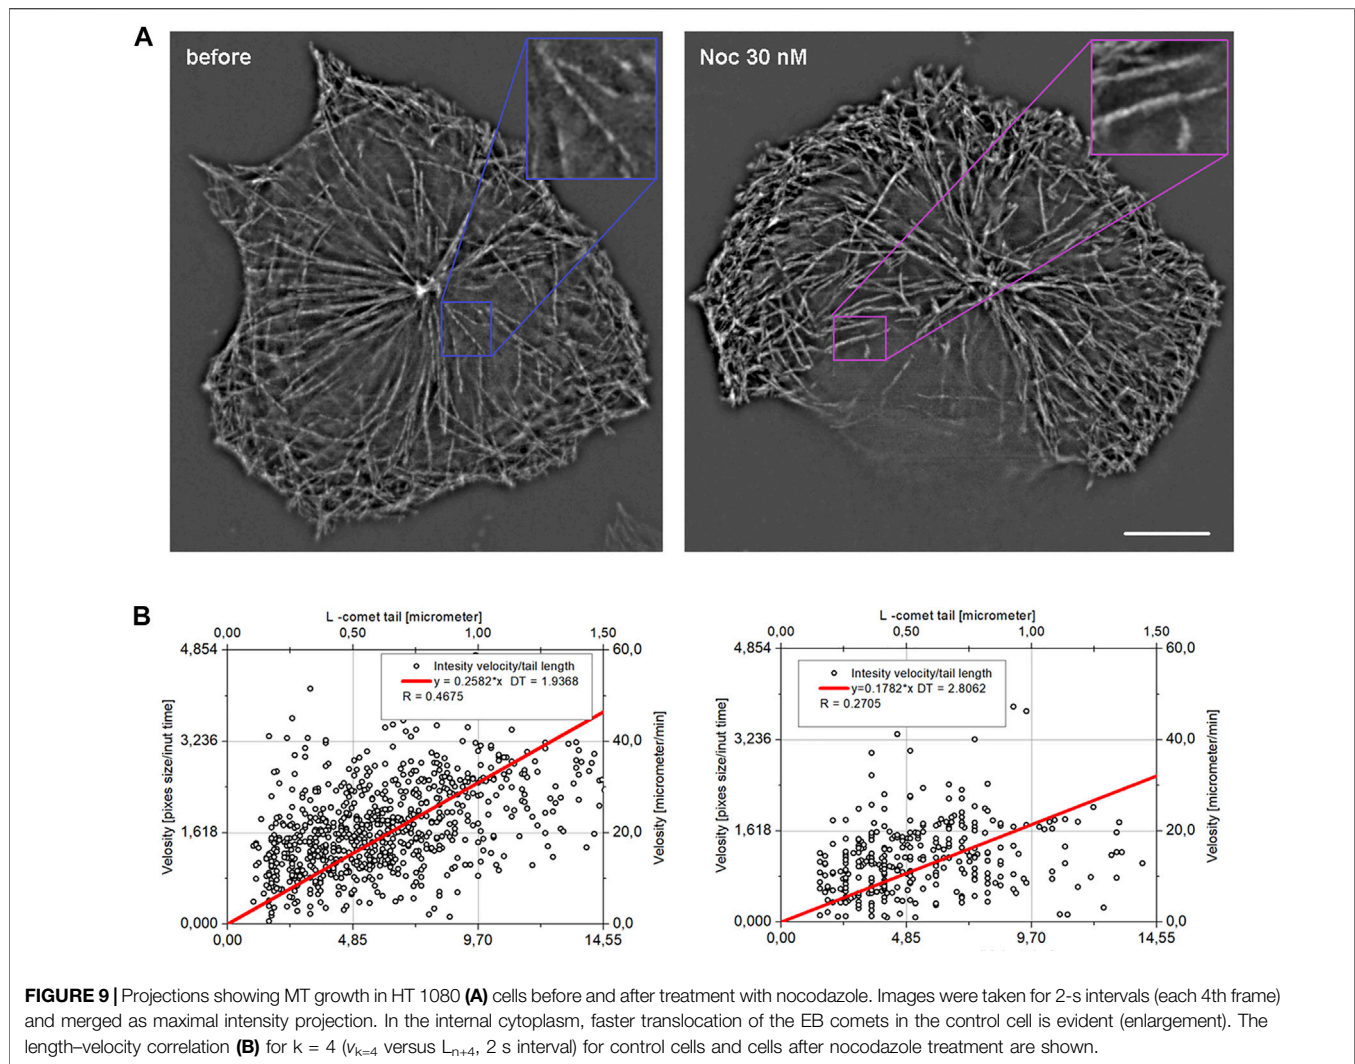 A
before
Noc 30 nM
B
L -comet tail [micrometer]
0,00 0,50 1,00 1,50
4,854 60,0
Intesity velocity/tail length
y = 0.2582*x DT = 1.9368
R = 0.4675
3,236 40,0
1,618 20,0
0,000 0,0
0,00 4,85 9,70 14,55
Velosity [pixes size/inut time]
Velosity [micrometer/min]
L -comet tail [micrometer]
0,00 0,50 1,00 1,50
4,854 60,0
Intesity velocity/tail length
y=0.1782*x DT = 2.8062
R = 0.2705
3,236 40,0
1,618 20,0
0,000 0,0
0,00 4,85 9,70 14,55
Velosity [pixes size/inut time]
Velosity [micrometer/min]
FIGURE 9 | Projections showing MT growth in HT 1080 (A) cells before and after treatment with nocodazole. Images were taken for 2-s intervals (each 4th frame)
and merged as maximal intensity projection. In the internal cytoplasm, faster translocation of the EB comets in the control cell is evident (enlargement). The
length–velocity correlation (B) for k = 4 (vk=4 versus Ln+4, 2 s interval) for control cells and cells after nocodazole treatment are shown.